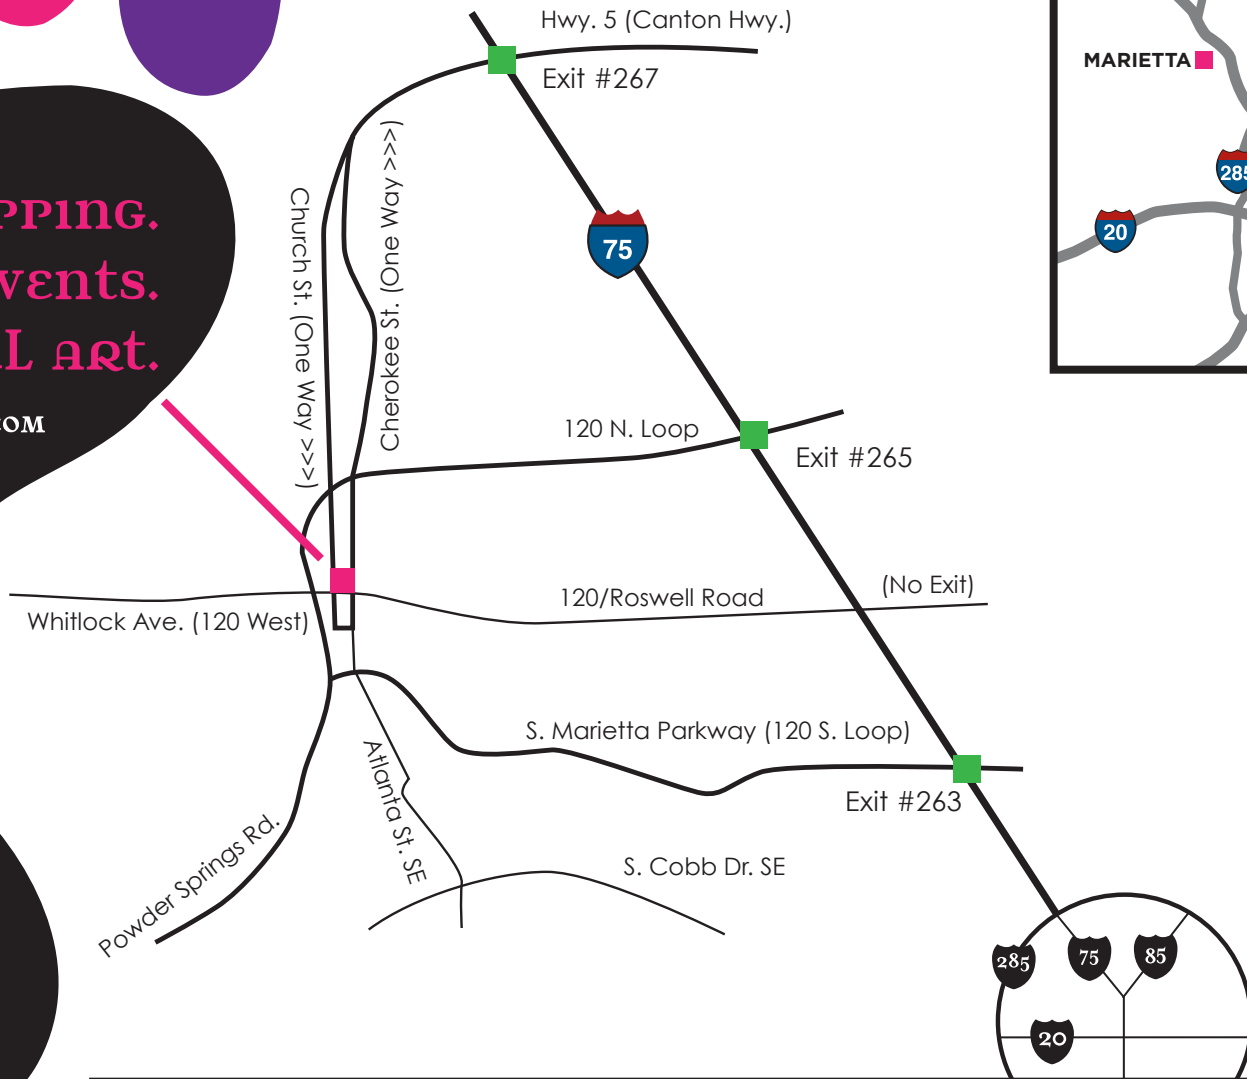 Hwy. 5 (Canton Hwy.)
Exit #267
MARIETTA
285
20
Church St. (One Way >>>)
Cherokee St. (One Way >>>)
75
PPING.
VENTS.
L ART.
OM
120 N. Loop
Exit #265
120/Roswell Road
(No Exit)
Whitlock Ave. (120 West)
S. Marietta Parkway (120 S. Loop)
Exit #263
Atlanta St. SE
Powder Springs Rd.
S. Cobb Dr. SE
285
75
85
20